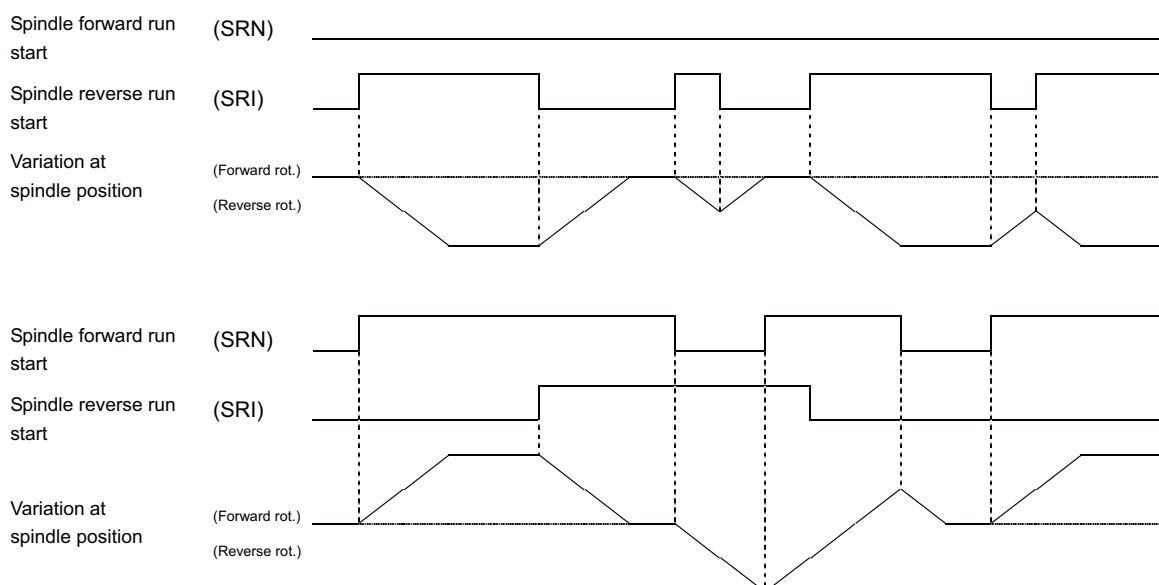 Spindle forward run
start
(SRN)
Spindle reverse run
start
(SRI)
Variation at
spindle position
(Forward rot.)
(Reverse rot.)
Spindle forward run
start
(SRN)
Spindle reverse run
start
(SRI)
Variation at
spindle position
(Forward rot.)
(Reverse rot.)